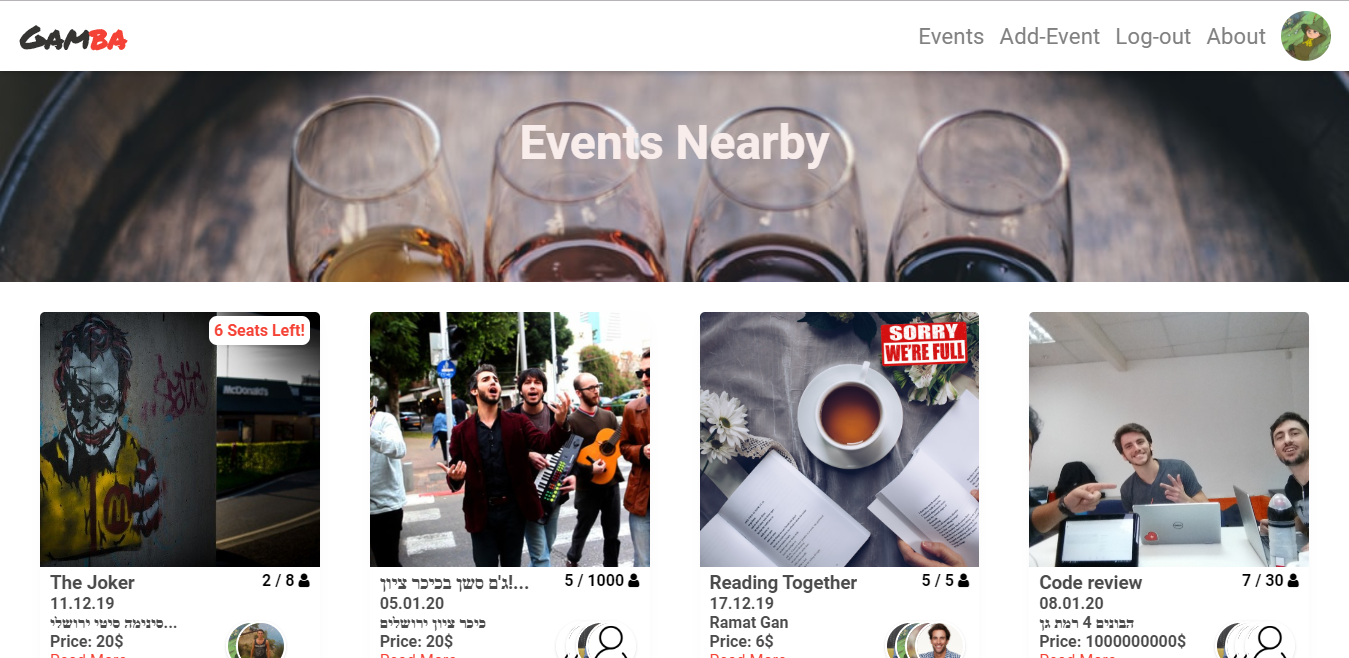 GAMBA
Events Add-Event Log-out About
Events Nearby
6 Seats Left!
McDonald's
SORRY
WE'RE FULL
The Joker 2 / 8
11.12.19
סינימה סיטי ירושלי...
Price: 20$
Read More
ג'ם סשן בכיכר ציון!... 5 / 1000
05.01.20
כיכר ציון ירושלים
Price: 20$
Read More
Reading Together 5 / 5
17.12.19
Ramat Gan
Price: 6$
Read More
Code review 7 / 30
08.01.20
הבונים 4 רמת גן
Price: 1000000000$
Read More